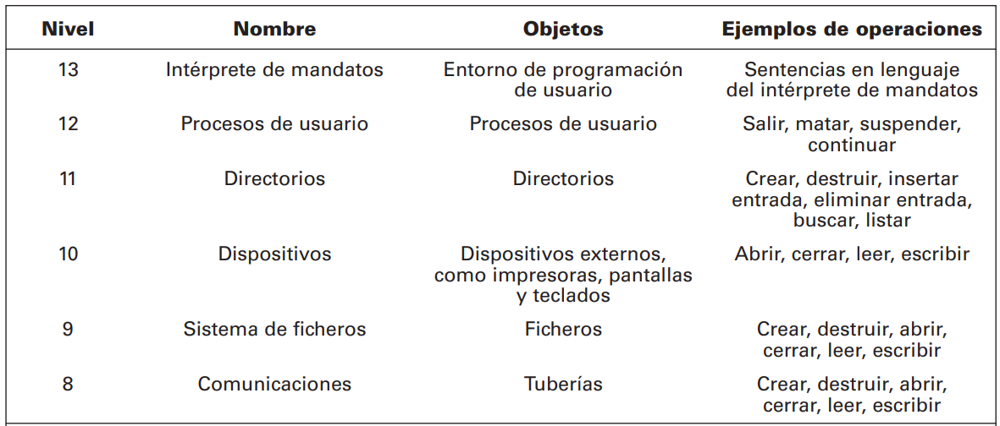 Nivel Nombre Objetos Ejemplos de operaciones
13 Intérprete de mandatos Entorno de programación Sentencias en lenguaje
de usuario del intérprete de mandatos
12 Procesos de usuario Procesos de usuario Salir, matar, suspender,
continuar
11 Directorios Directorios Crear, destruir, insertar
entrada, eliminar entrada,
buscar, listar
10 Dispositivos Dispositivos externos, Abrir, cerrar, leer, escribir
como impresoras, pantallas
y teclados
9 Sistema de ficheros Ficheros Crear, destruir, abrir,
cerrar, leer, escribir
8 Comunicaciones Tuberías Crear, destruir, abrir,
cerrar, leer, escribir